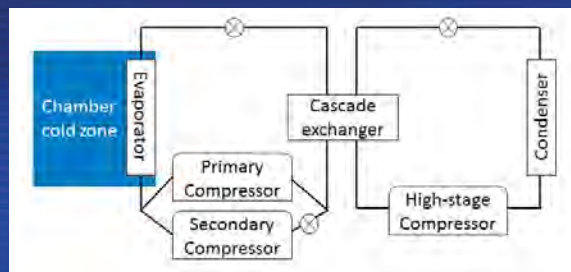 Chamber
cold zone
Evaporator
Cascade
exchanger
Condenser
Primary
Compressor
Secondary
Compressor
High-stage
Compressor